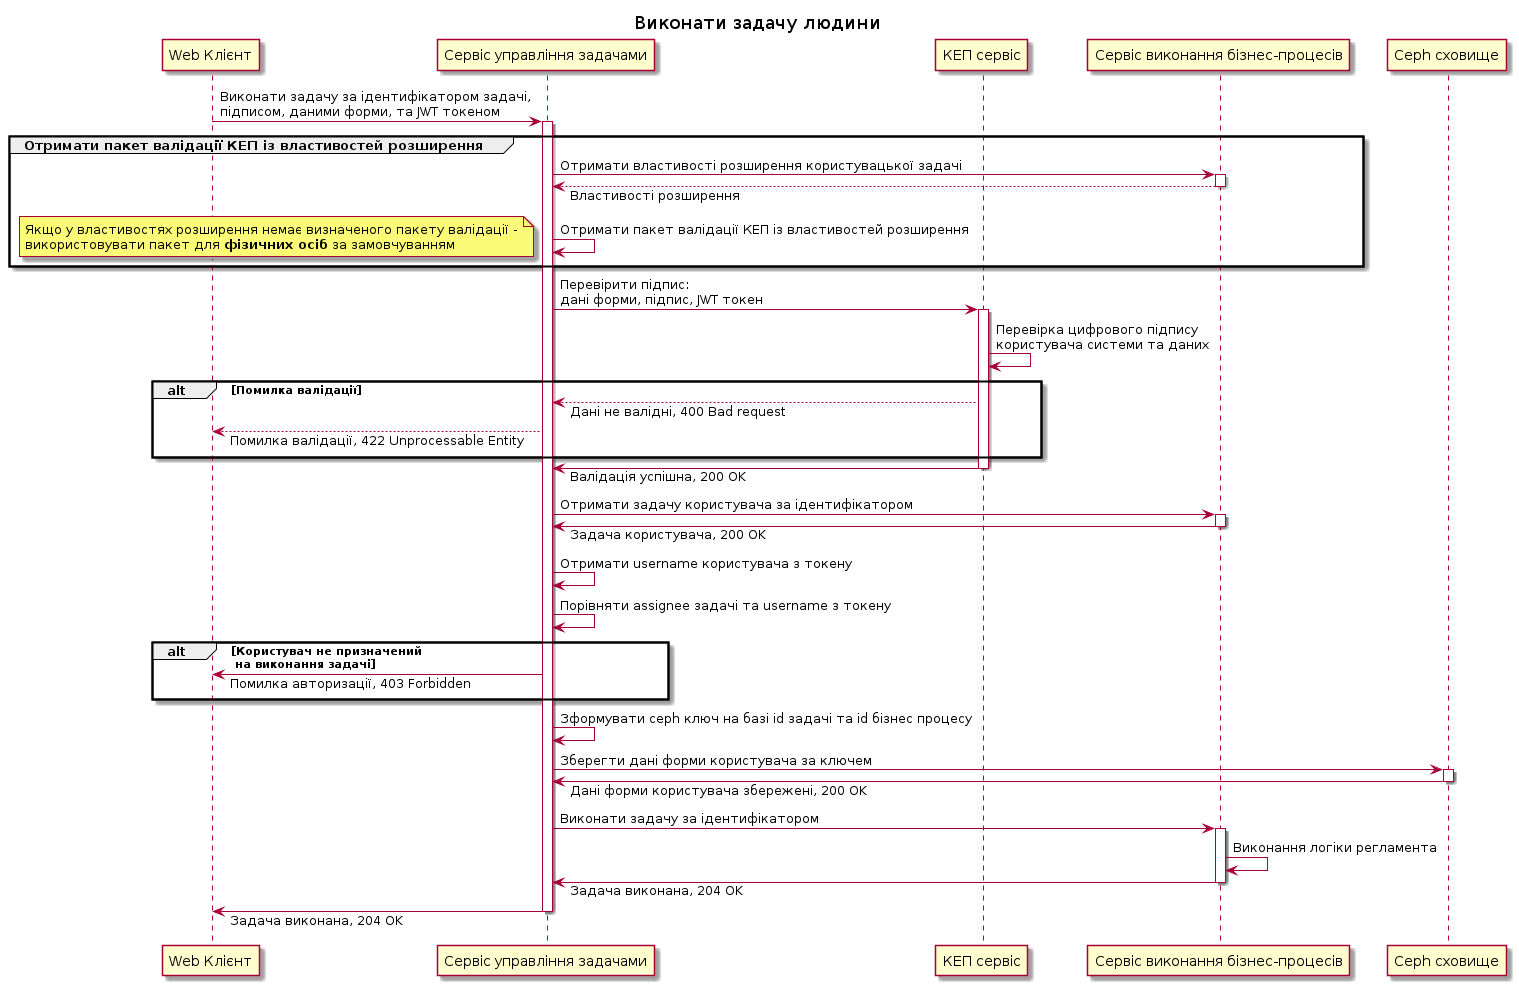 Виконати задачу людини
Web Клієнт
Сервіс управління задачами
КЕП сервіс
Сервіс виконання бізнес-процесів
Ceph сховище
Виконати задачу за ідентифікатором задачі,
підписом, даними форми, та JWT токеном
Отримати пакет валідації КЕП із властивостей розширення
Отримати властивості розширення користувацької задачі
Властивості розширення
Якщо у властивостях розширення немає визначеного пакету валідації -
використовувати пакет для фізичних осіб за замовчуванням
Отримати пакет валідації КЕП із властивостей розширення
Перевірити підпис:
дані форми, підпис, JWT токен
Перевірка цифрового підпису
користувача системи та даних
alt
[Помилка валідації]
Дані не валідні, 400 Bad request
Помилка валідації, 422 Unprocessable Entity
Валідація успішна, 200 OK
Отримати задачу користувача за ідентифікатором
Задача користувача, 200 OK
Отримати username користувача з токену
Порівняти assignee задачі та username з токену
alt
[Користувач не призначений
на виконання задачі]
Помилка авторизації, 403 Forbidden
Зформувати ceph ключ на базі id задачі та id бізнес процесу
Зберегти дані форми користувача за ключем
Дані форми користувача збережені, 200 OK
Виконати задачу за ідентифікатором
Виконання логіки регламента
Задача виконана, 204 OK
Задача виконана, 204 OK
Web Клієнт
Сервіс управління задачами
КЕП сервіс
Сервіс виконання бізнес-процесів
Ceph сховище